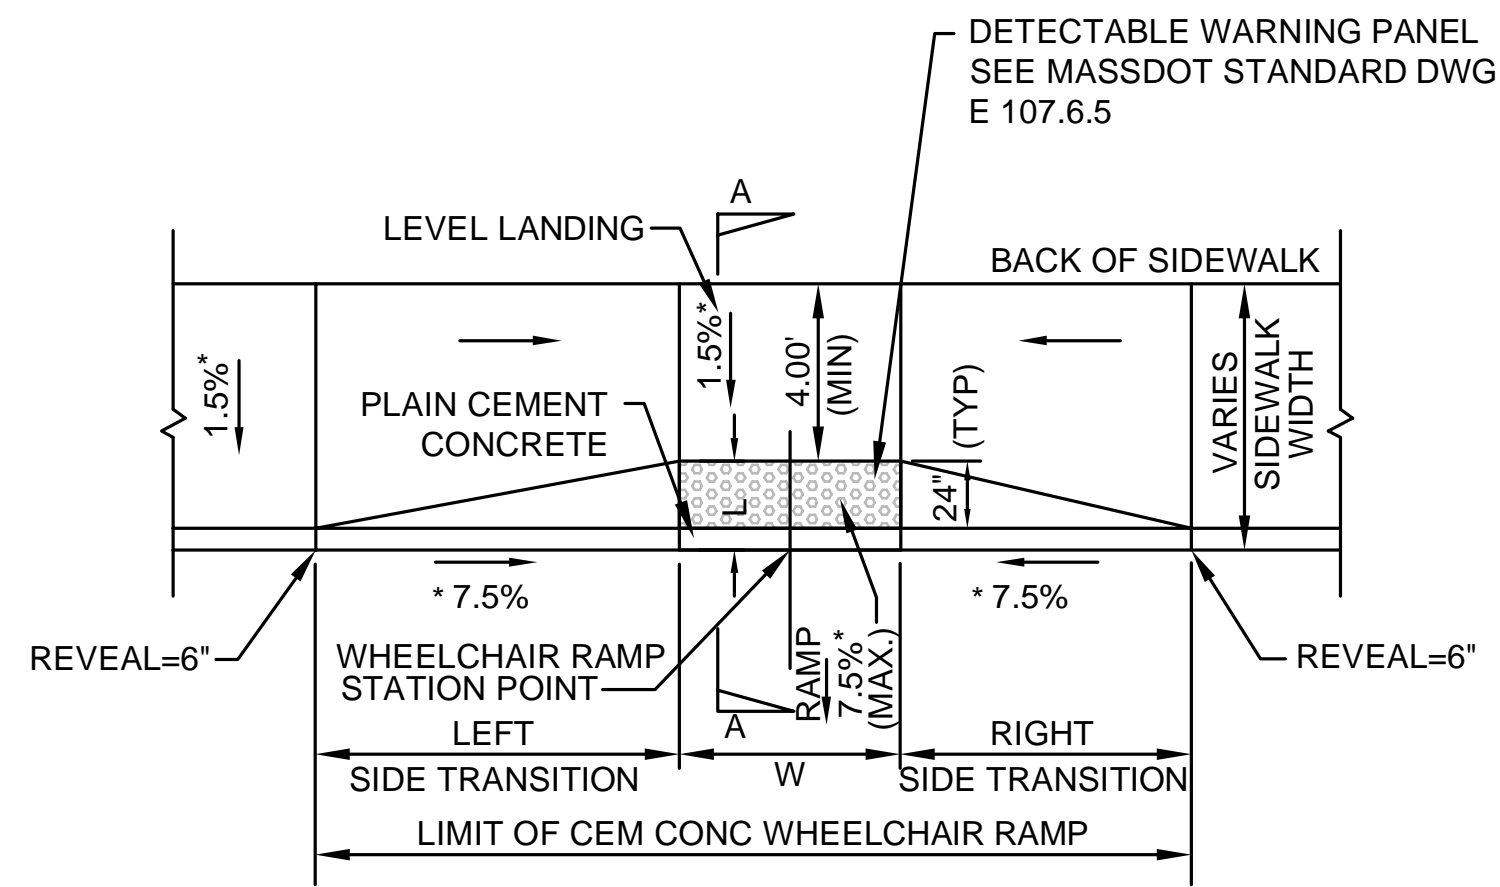 DETECTABLE WARNING PANEL
SEE MASSDOT STANDARD DWG
E 107.6.5
A
LEVEL LANDING
BACK OF SIDEWALK
1.5%*
1.5%*
4.00'
(MIN)
(TYP)
VARIES
SIDEWALK
WIDTH
PLAIN CEMENT
CONCRETE
L
24"
* 7.5%
* 7.5%
REVEAL=6"
WHEELCHAIR RAMP
STATION POINT
RAMP
7.5%*
(MAX.)
REVEAL=6"
A
LEFT
SIDE TRANSITION
W
RIGHT
SIDE TRANSITION
LIMIT OF CEM CONC WHEELCHAIR RAMP